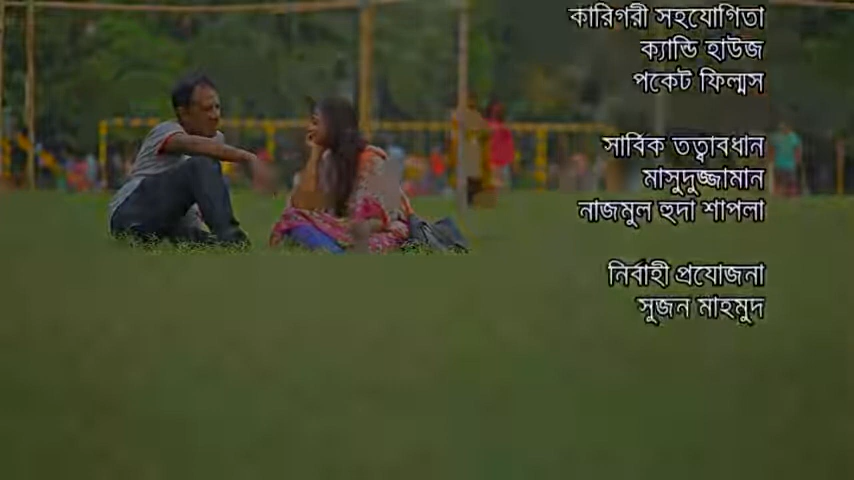 কারিগরী সহযোগিতা
ক্যান্ডি হাউজ
পকেট ফিল্মস
সার্বিক তত্বাবধান
মাসুদুজ্জামান
নাজমুল হুদা শাপলা
নির্বাহী প্রযোজনা
সুজন মাহমুদ